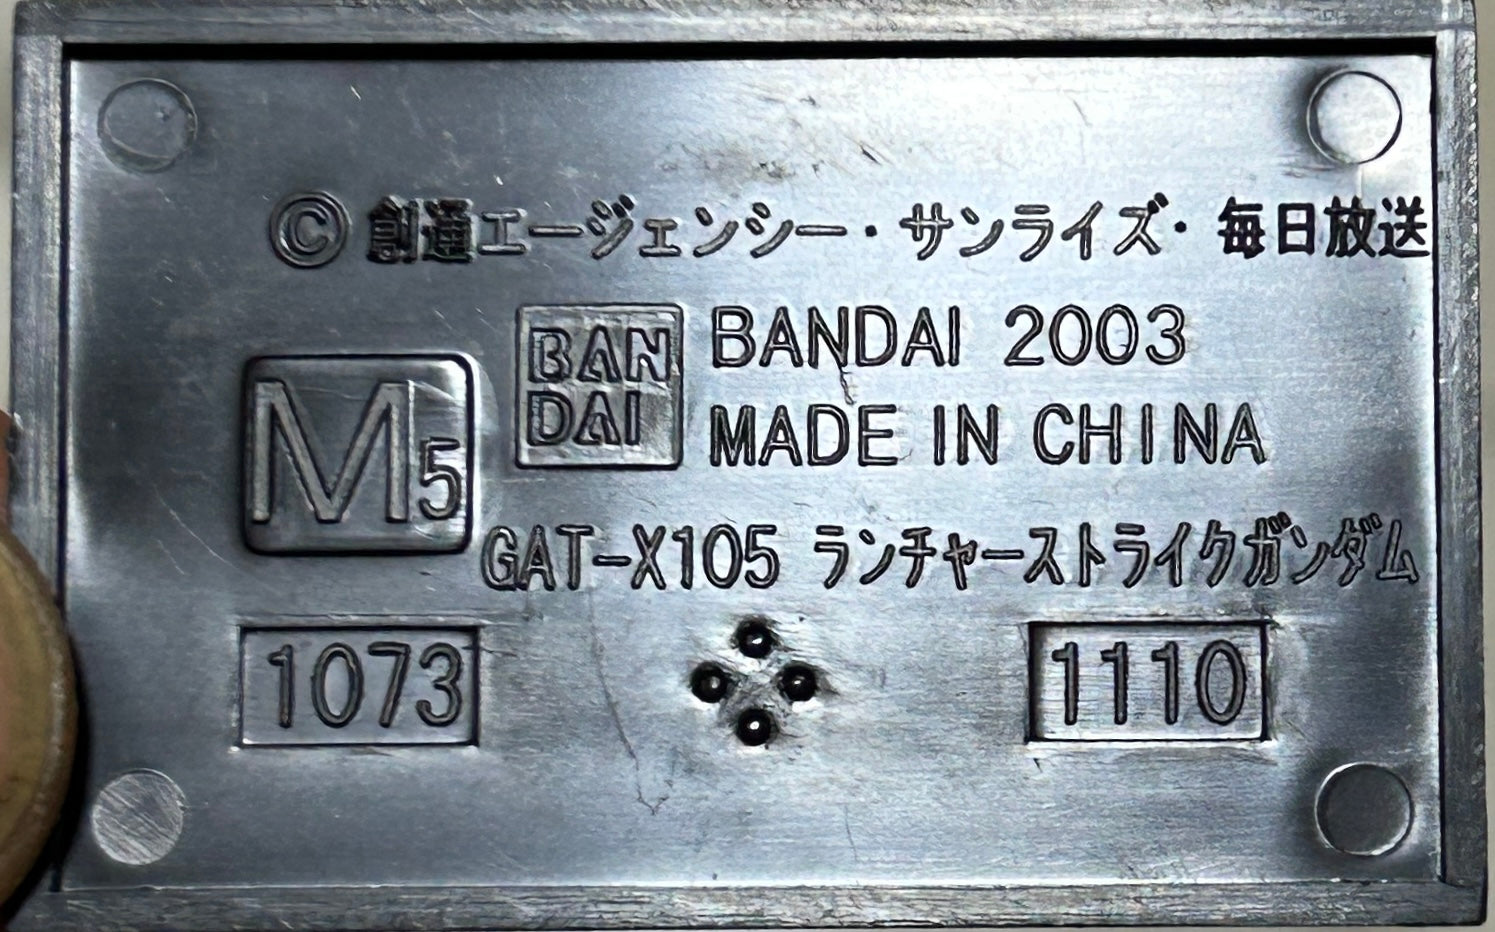 © 創通エージェンシー・サンライズ・毎日放送
BAN
DAI
BANDAI 2003
MADE IN CHINA
M5
GAT-X105 ランチャーストライクガンダム
1073
1110